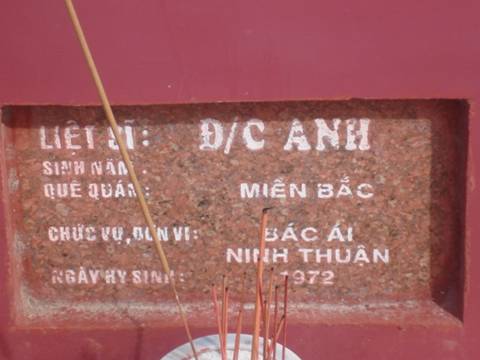 LIỆT SĨ: Đ/C ANH
SINH NĂM :
QUÊ QUÁN : MIỀN BẮC
CHỨC VỤ, ĐƠN VỊ : BÁC ÁI
NINH THUẬN
NGÀY HY SINH : 1972